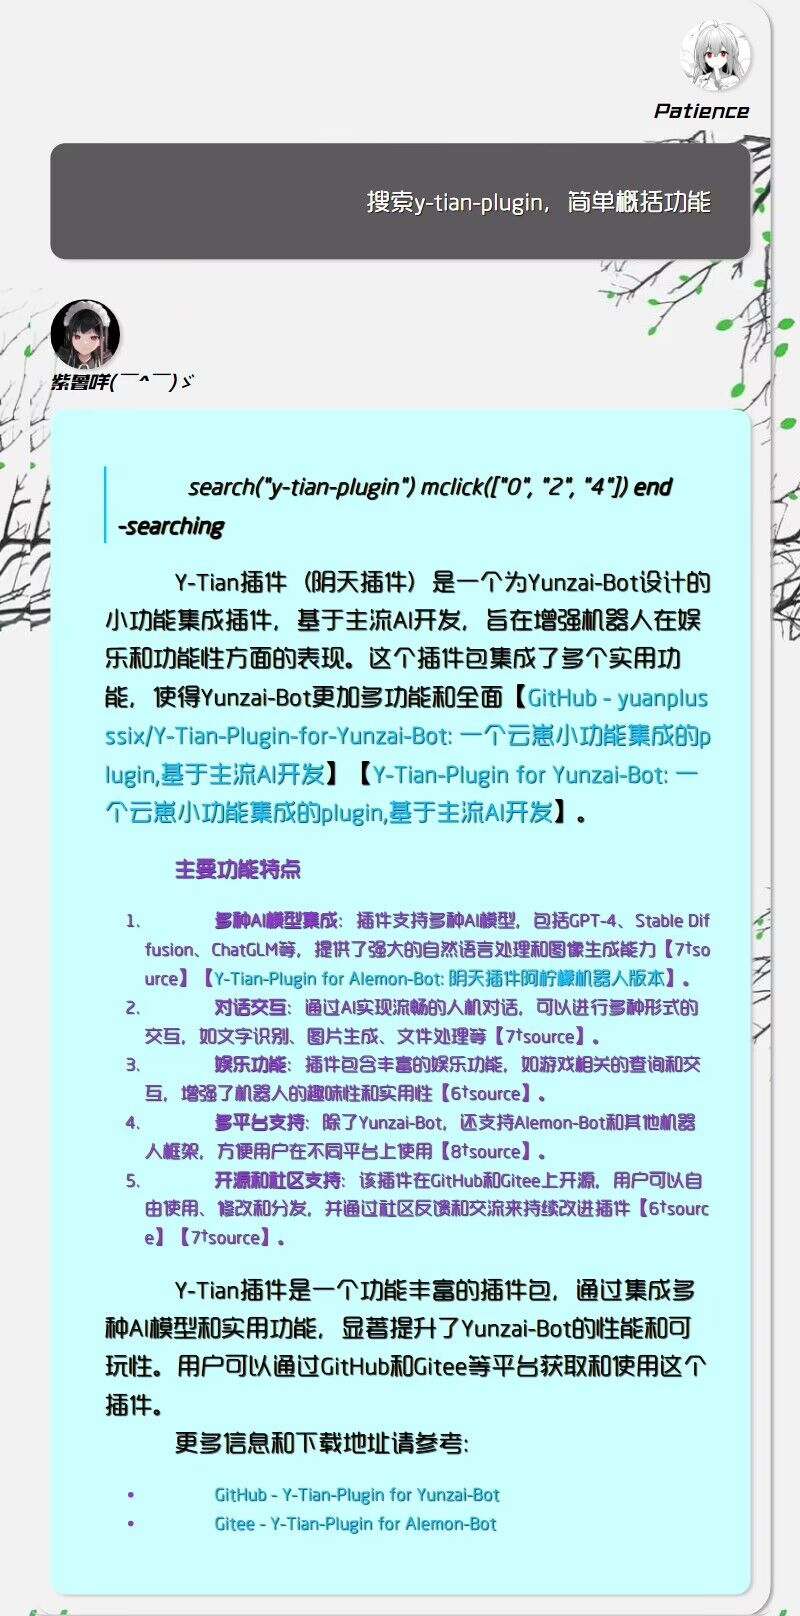 Patience
搜索y-tian-plugin，简单概括功能
紫督咩(￣^￣)ゞ
search("y-tian-plugin") mclick(["0", "2", "4"]) end
-searching
Y-Tian插件（阴天插件）是一个为Yunzai-Bot设计的
小功能集成插件，基于主流AI开发，旨在增强机器人在娱
乐和功能性方面的表现。这个插件包集成了多个实用功
能，使得Yunzai-Bot更加多功能和全面【GitHub - yuanplus
ssix/Y-Tian-Plugin-for-Yunzai-Bot: 一个云崽小功能集成的p
lugin,基于主流AI开发】【Y-Tian-Plugin for Yunzai-Bot: 一
个云崽小功能集成的plugin,基于主流AI开发】。
主要功能特点
1、 多种AI模型集成：插件支持多种AI模型，包括GPT-4、Stable Dif
fusion、ChatGLM等，提供了强大的自然语言处理和图像生成能力【7†so
urce】【Y-Tian-Plugin for Alemon-Bot: 阴天插件阿柠檬机器人版本】。
2、 对话交互：通过AI实现流畅的人机对话，可以进行多种形式的
交互，如文字识别、图片生成、文件处理等【7†source】。
3、 娱乐功能：插件包含丰富的娱乐功能，如游戏相关的查询和交
互，增强了机器人的趣味性和实用性【6†source】。
4、 多平台支持：除了Yunzai-Bot，还支持Alemon-Bot和其他机器
人框架，方便用户在不同平台上使用【8†source】。
5、 开源和社区支持：该插件在GitHub和Gitee上开源，用户可以自
由使用、修改和分发，并通过社区反馈和交流来持续改进插件【6†sourc
e】【7†source】。
Y-Tian插件是一个功能丰富的插件包，通过集成多
种AI模型和实用功能，显著提升了Yunzai-Bot的性能和可
玩性。用户可以通过GitHub和Gitee等平台获取和使用这个
插件。
更多信息和下载地址请参考:
• GitHub - Y-Tian-Plugin for Yunzai-Bot
• Gitee - Y-Tian-Plugin for Alemon-Bot